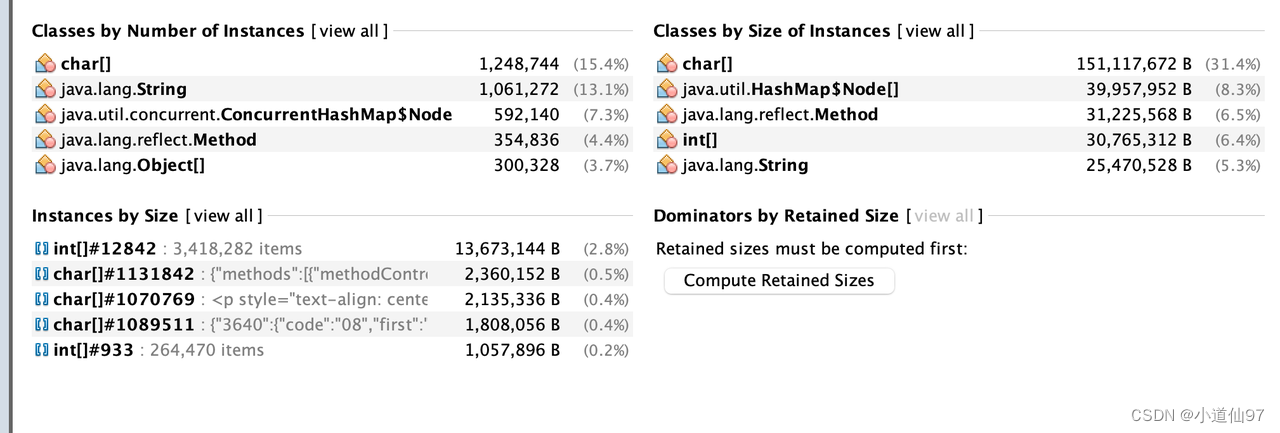 Classes by Number of Instances [ view all ]
char[] 1,248,744 (15.4%)
java.lang.String 1,061,272 (13.1%)
java.util.concurrent.ConcurrentHashMap$Node 592,140 (7.3%)
java.lang.reflect.Method 354,836 (4.4%)
java.lang.Object[] 300,328 (3.7%)
Classes by Size of Instances [ view all ]
char[] 151,117,672 B (31.4%)
java.util.HashMap$Node[] 39,957,952 B (8.3%)
java.lang.reflect.Method 31,225,568 B (6.5%)
int[] 30,765,312 B (6.4%)
java.lang.String 25,470,528 B (5.3%)
Instances by Size [ view all ]
int[]#12842 : 3,418,282 items 13,673,144 B (2.8%)
char[]#1131842 : {"methods":[{"methodContro 2,360,152 B (0.5%)
char[]#1070769 : <p style="text-align: cente 2,135,336 B (0.4%)
char[]#1089511 : {"3640":{"code":"08","first":" 1,808,056 B (0.4%)
int[]#933 : 264,470 items 1,057,896 B (0.2%)
Dominators by Retained Size [ view all ]
Retained sizes must be computed first:
Compute Retained Sizes
CSDN @小道仙97